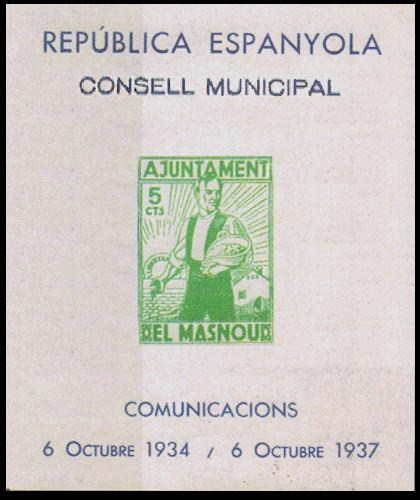 REPÚBLICA ESPANYOLA
CONSELL MUNICIPAL
AJUNTAMENT
5
CTS
EL MASNOU
COMUNICACIONS
6 OCTUBRE 1934 / 6 OCTUBRE 1937